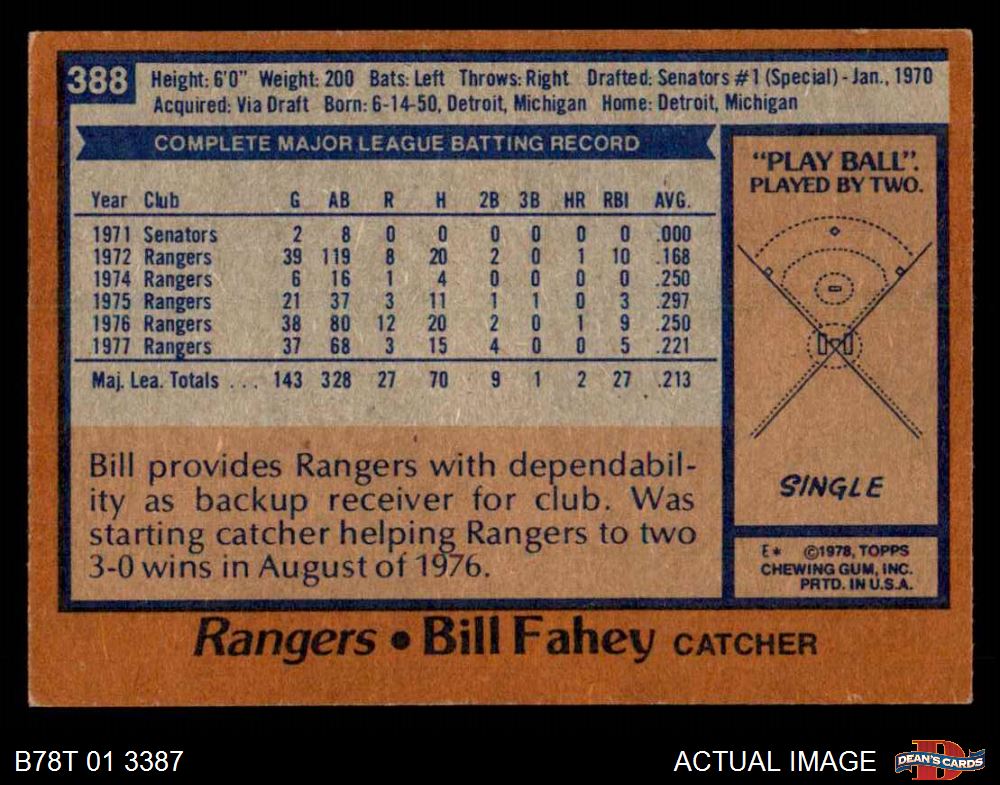 388
Height: 6'0" Weight: 200 Bats: Left Throws: Right Drafted: Senators #1 (Special) - Jan., 1970
Acquired: Via Draft Born: 6-14-50, Detroit, Michigan Home: Detroit, Michigan
COMPLETE MAJOR LEAGUE BATTING RECORD
Year Club G AB R H 2B 3B HR RBI AVG.
1971 Senators 2 8 0 0 0 0 0 0 .000
1972 Rangers 39 119 8 20 2 0 1 10 .168
1974 Rangers 6 16 1 4 0 0 0 0 .250
1975 Rangers 21 37 3 11 1 1 0 3 .297
1976 Rangers 38 80 12 20 2 0 1 9 .250
1977 Rangers 37 68 3 15 4 0 0 5 .221
Maj. Lea. Totals . . . 143 328 27 70 9 1 2 27 .213
Bill provides Rangers with dependabil-
ity as backup receiver for club. Was
starting catcher helping Rangers to two
3-0 wins in August of 1976.
"PLAY BALL".
PLAYED BY TWO.
SINGLE
E* ©1978, TOPPS
CHEWING GUM, INC.
PRTD. IN U.S.A.
Rangers • Bill Fahey CATCHER
B78T 01 3387
ACTUAL IMAGE
D
DEAN'S CARDS